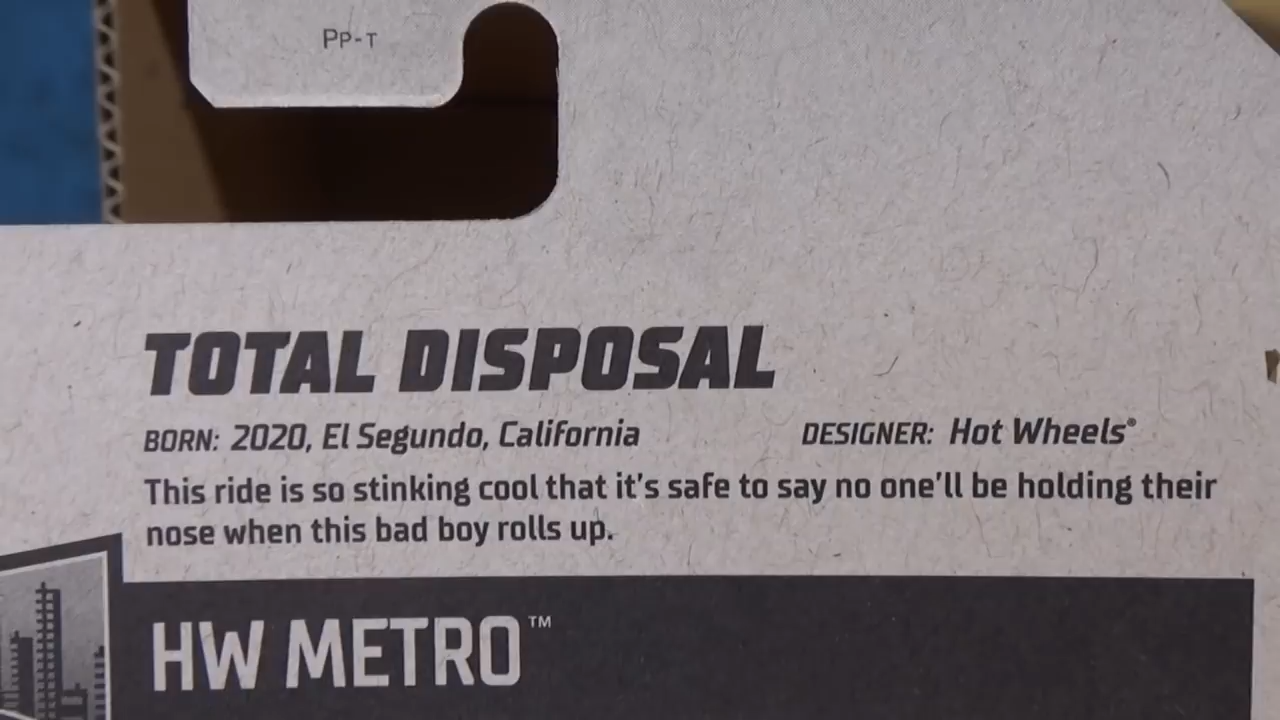 PP-T
TOTAL DISPOSAL
BORN: 2020, El Segundo, California
DESIGNER: Hot Wheels®
This ride is so stinking cool that it's safe to say no one'll be holding their
nose when this bad boy rolls up.
HW METRO™